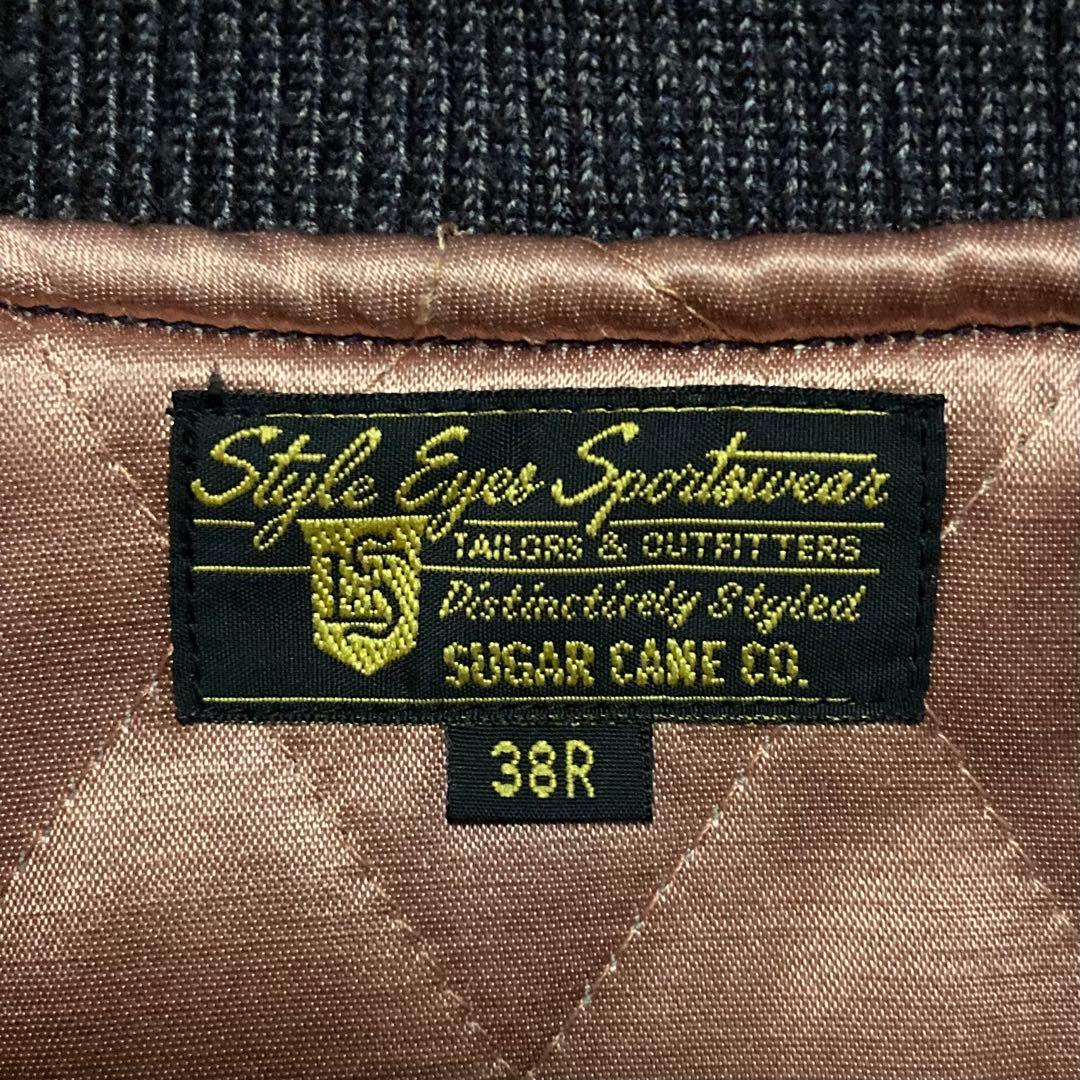 Style Eyes Sportswear
TAILORS & OUTFITTERS
Distinctively Styled
SUGAR CANE CO.
38R